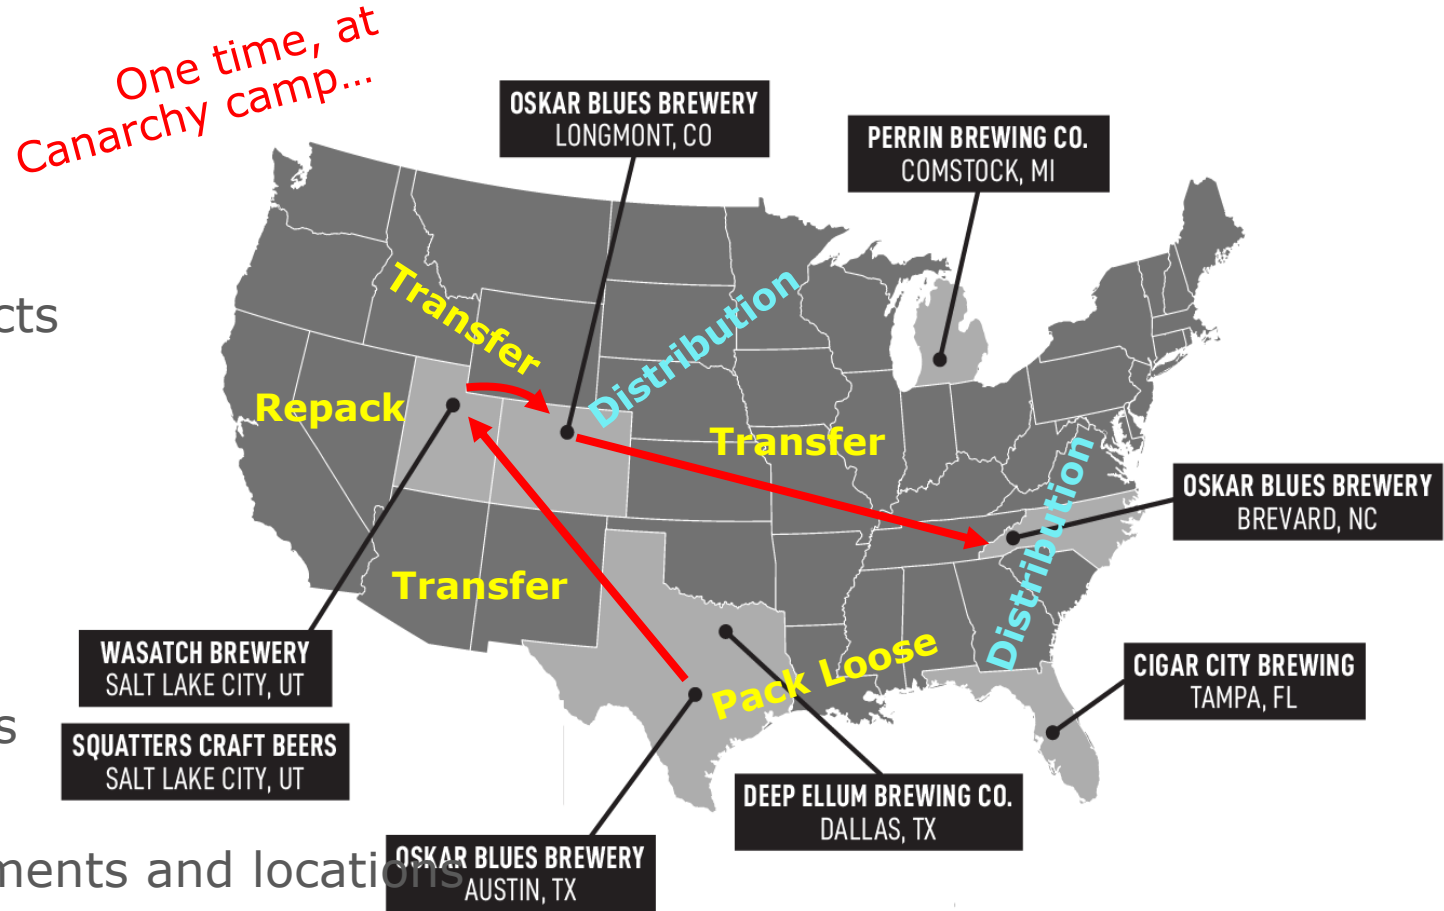 One time, at
Canarchy camp...
OSKAR BLUES BREWERY
LONGMONT, CO
PERRIN BREWING CO.
COMSTOCK, MI
Transfer
Distribution
cts
Repack
Transfer
Distribution
OSKAR BLUES BREWERY
BREVARD, NC
Transfer
Pack Loose
WASATCH BREWERY
SALT LAKE CITY, UT
CIGAR CITY BREWING
TAMPA, FL
s
SQUATTERS CRAFT BEERS
SALT LAKE CITY, UT
DEEP ELLUM BREWING CO.
DALLAS, TX
OSKAR BLUES BREWERY
AUSTIN, TX
ments and locations